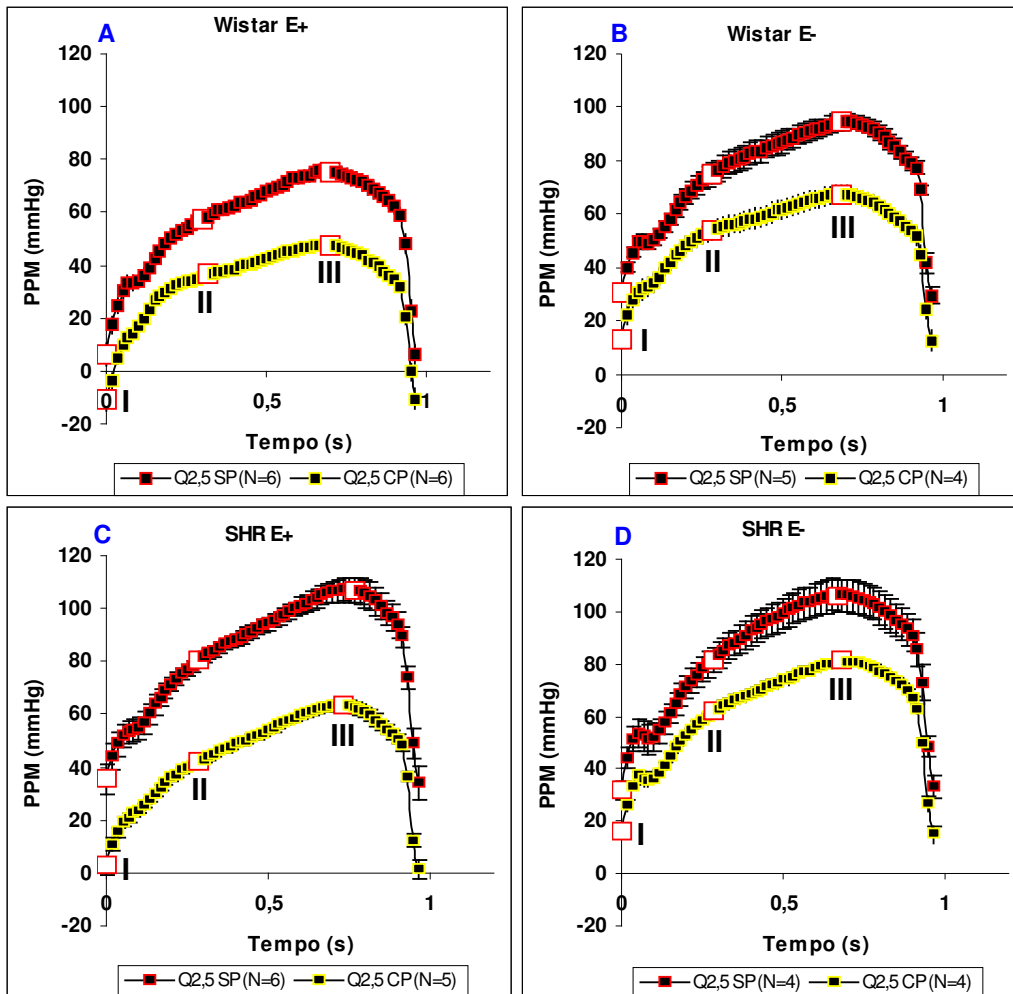 A
Wistar E+
120
100
80
60
40
20
0
-20
PPM (mmHg)
0
0,5
1
I
II
III
Tempo (s)
Q2,5 SP(N=6)
Q2,5 CP(N=6)
B
Wistar E-
120
100
80
60
40
20
0
-20
PPM (mmHg)
0
0,5
1
I
II
III
Tempo (s)
Q2,5 SP(N=5)
Q2,5 CP(N=4)
C
SHR E+
120
100
80
60
40
20
0
-20
PPM (mmHg)
0
0,5
1
I
II
III
Tempo (s)
Q2,5 SP(N=6)
Q2,5 CP(N=5)
D
SHR E-
120
100
80
60
40
20
0
-20
PPM (mmHg)
0
0,5
1
I
II
III
Tempo (s)
Q2,5 SP(N=4)
Q2,5 CP(N=4)